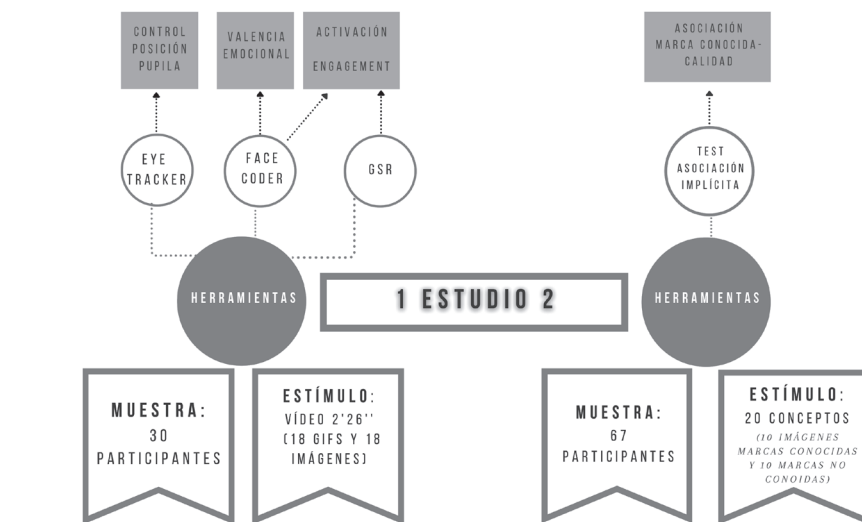 CONTROL
POSICIÓN
PUPILA
VALENCIA
EMOCIONAL
ACTIVACIÓN
ENGAGEMENT
ASOCIACIÓN
MARCA CONOCIDA-
CALIDAD
EYE
TRACKER
FACE
CODER
GSR
TEST
ASOCIACIÓN
IMPLÍCITA
HERRAMIENTAS
1 ESTUDIO 2
HERRAMIENTAS
MUESTRA:
30
PARTICIPANTES
ESTÍMULO:
VÍDEO 2'26''
(18 GIFS Y 18
IMÁGENES)
MUESTRA:
67
PARTICIPANTES
ESTÍMULO:
20 CONCEPTOS
(10 IMÁGENES
MARCAS CONOCIDAS
Y 10 MARCAS NO
CONOIDAS)